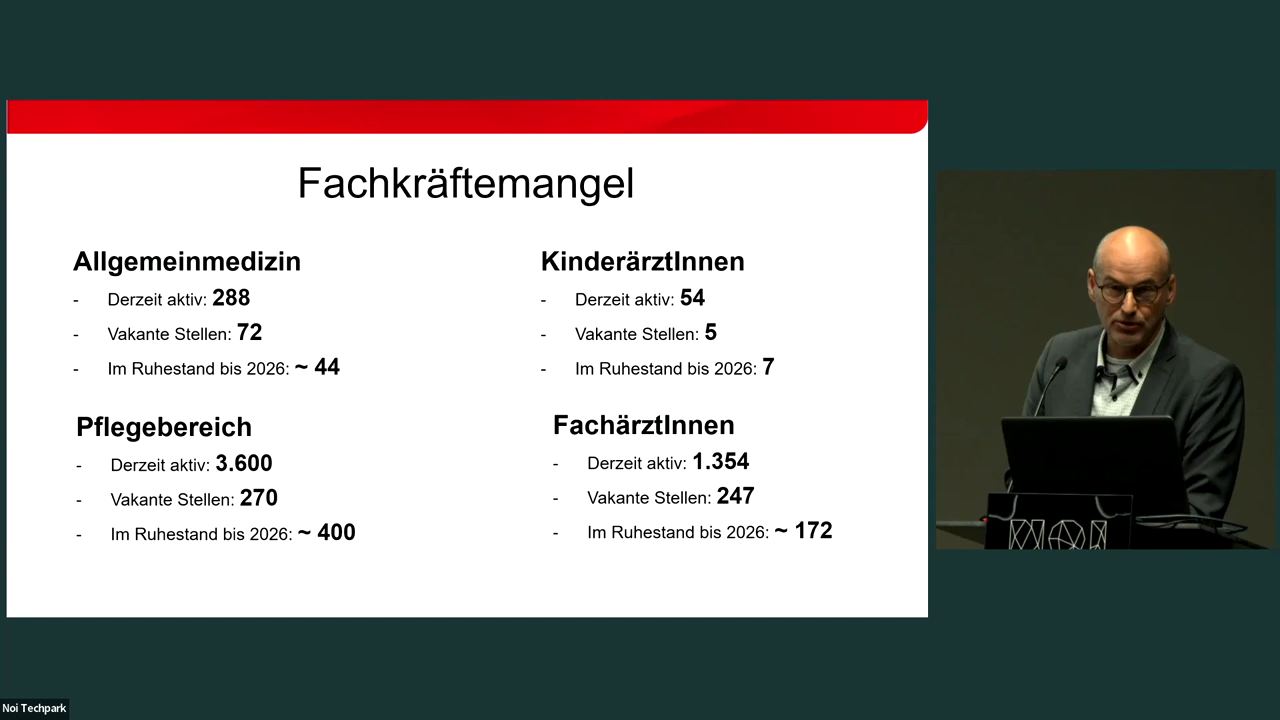 Fachkräftemangel
Allgemeinmedizin
- Derzeit aktiv: 288
- Vakante Stellen: 72
- Im Ruhestand bis 2026: ~ 44
KinderärztInnen
- Derzeit aktiv: 54
- Vakante Stellen: 5
- Im Ruhestand bis 2026: 7
Pflegebereich
- Derzeit aktiv: 3.600
- Vakante Stellen: 270
- Im Ruhestand bis 2026: ~ 400
FachärztInnen
- Derzeit aktiv: 1.354
- Vakante Stellen: 247
- Im Ruhestand bis 2026: ~ 172
NOI
Noi Techpark